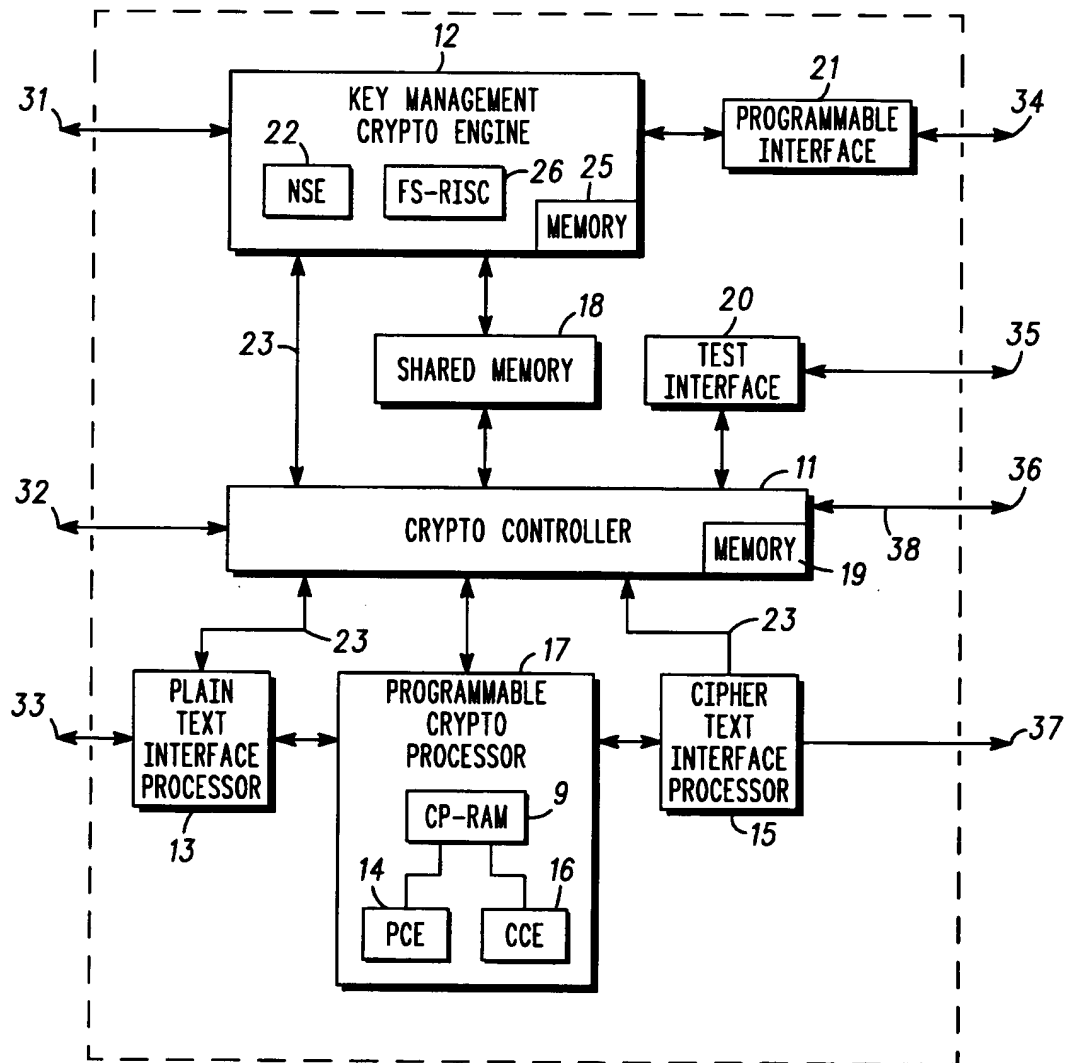 12
31
KEY MANAGEMENT
CRYPTO ENGINE
21
34
PROGRAMMABLE
INTERFACE
22
NSE
FS-RISC
26
25
MEMORY
23
18
SHARED MEMORY
20
TEST
INTERFACE
35
32
11
CRYPTO CONTROLLER
MEMORY
19
36
38
23
23
33
PLAIN
TEXT
INTERFACE
PROCESSOR
13
17
PROGRAMMABLE
CRYPTO
PROCESSOR
CP-RAM
9
14
PCE
16
CCE
CIPHER
TEXT
INTERFACE
PROCESSOR
15
37